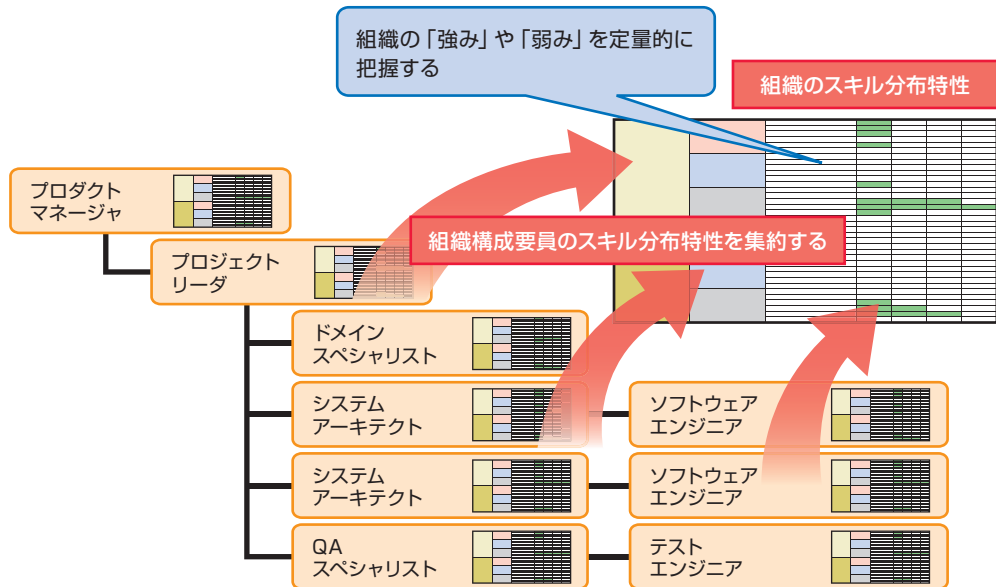 組織の「強み」や「弱み」を定量的に
把握する
組織のスキル分布特性
組織構成要員のスキル分布特性を集約する
プロダクト
マネージャ
プロジェクト
リーダ
ドメイン
スペシャリスト
システム
アーキテクト
ソフトウェア
エンジニア
システム
アーキテクト
ソフトウェア
エンジニア
QA
スペシャリスト
テスト
エンジニア